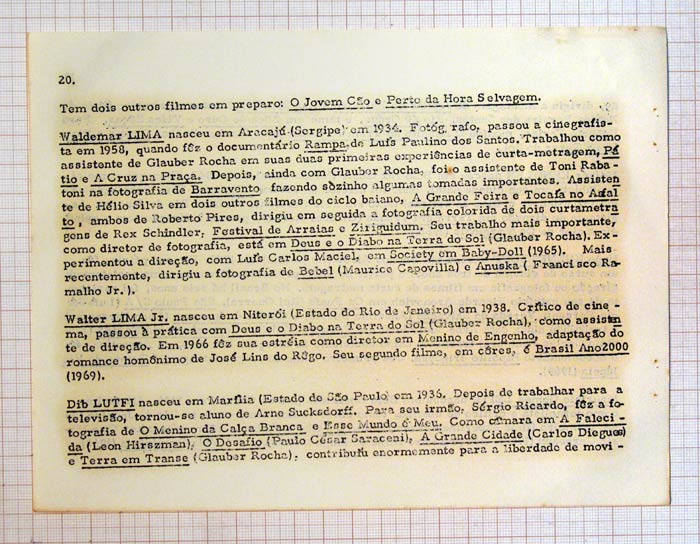 20.
Tem dois outros filmes em preparo: O Jovem Cão e Perto da Hora Selvagem.
Waldemar LIMA nasceu em Aracajú (Sergipe) em 1934. Fotóg rafo, passou a cinegrafis-
ta em 1958, quando fêz o documentário Rampa, de Luís Paulino dos Santos. Trabalhou como
assistente de Glauber Rocha em suas duas primeiras experiências de curta-metragem, Pá
tio e A Cruz na Praça. Depois, ainda com Glauber Rocha, foi o assistente de Toni Raba-
toni na fotografia de Barravento fazendo sòzinho algumas tomadas importantes. Assisten
te de Hélio Silva em dois outros filmes do ciclo baiano, A Grande Feira e Tocaia no Asfal
to, ambos de Roberto Pires, dirigiu em seguida a fotografia colorida de dois curtametra
gens de Rex Schindler, Festival de Arraias e Ziriguidum. Seu trabalho mais importante,
como diretor de fotografia, está em Deus e o Diabo na Terra do Sol (Glauber Rocha). Ex-
perimentou a direção, com Luís Carlos Maciel, em Society em Baby-Doll (1965). Mais
recentemente, dirigiu a fotografia de Bebel (Maurice Capovilla) e Anuska ( Francisco Ra-
malho Jr.).
Walter LIMA Jr. nasceu em Niterói (Estado do Rio de Janeiro) em 1938. Crítico de cine -
ma, passou à prática com Deus e o Diabo na Terra do Sol (Glauber Rocha), como assisten
te de direção. Em 1966 fêz sua estréia como diretor em Menino de Engenho, adaptação do
romance homônimo de José Lins do Rêgo. Seu segundo filme, em côres, é Brasil Ano2000
(1969).
Dib LUTFI nasceu em Marília (Estado de São Paulo) em 1936. Depois de trabalhar para a
televisão, tornou-se aluno de Arne Sucksdorff. Para seu irmão, Sérgio Ricardo, fêz a fo-
tografia de O Menino da Calça Branca e Esse Mundo é Meu. Como câmara em A Faleci -
da (Leon Hirszman), O Desafio (Paulo César Saraceni), A Grande Cidade (Carlos Diegues)
e Terra em Transe (Glauber Rocha), contribuiu enormemente para a liberdade de movi -